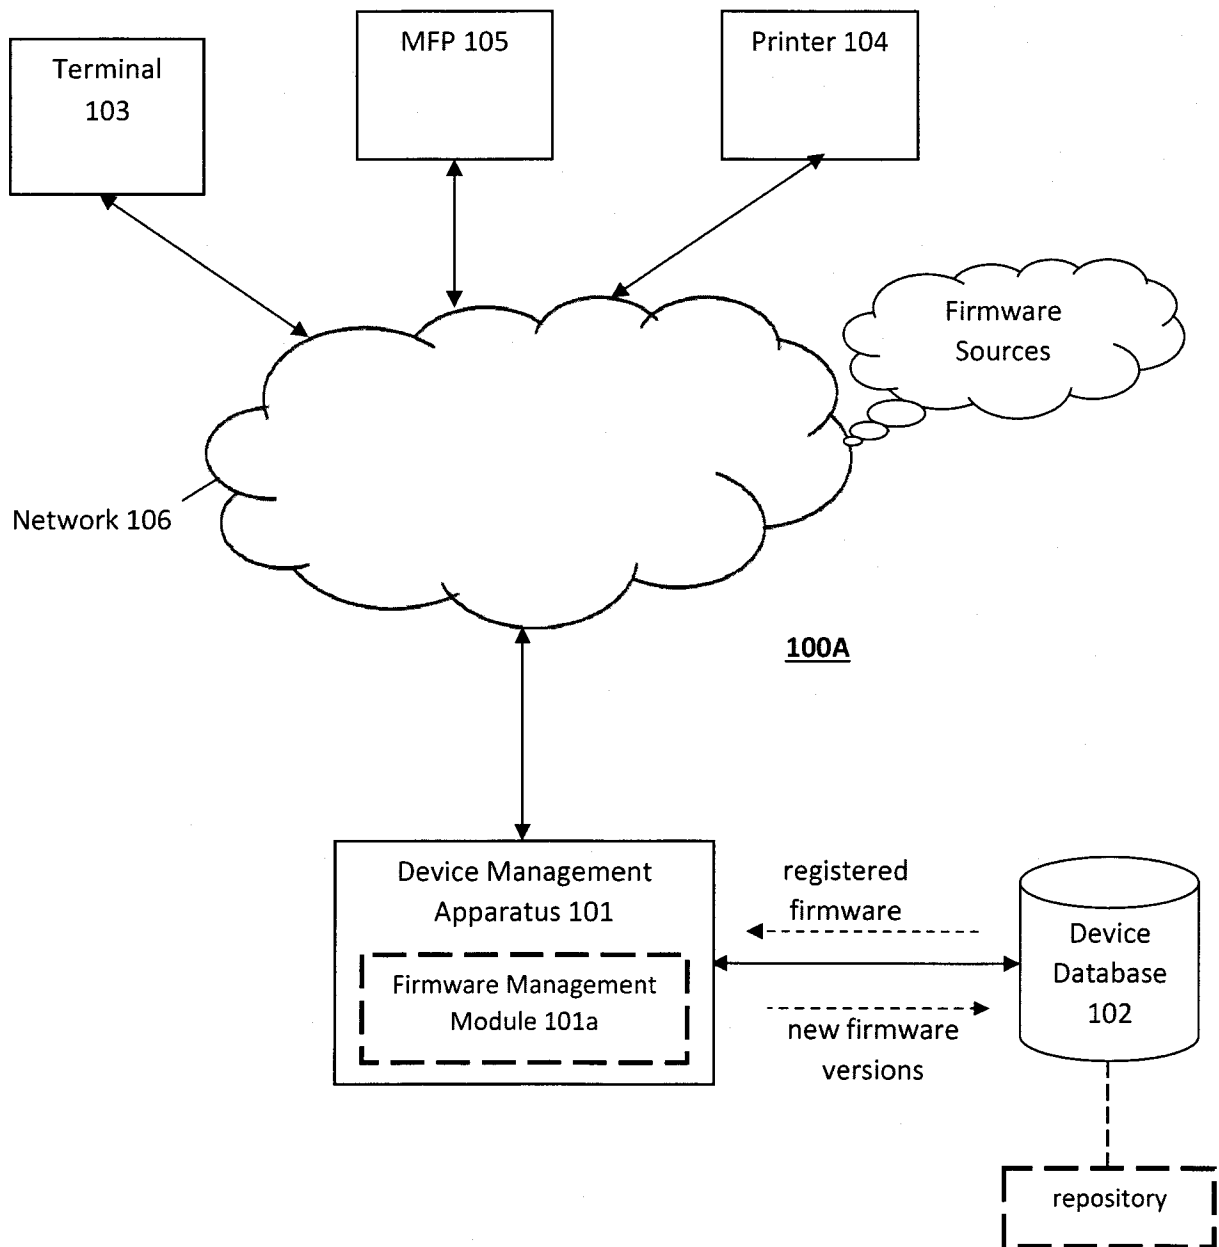 Terminal
103
MFP 105
Printer 104
Firmware
Sources
Network 106
100A
Device Management
Apparatus 101
Firmware Management
Module 101a
registered
firmware
new firmware
versions
Device
Database
102
repository